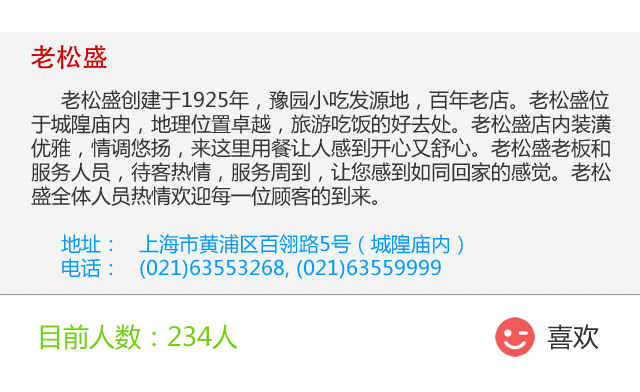 老松盛
老松盛创建于1925年，豫园小吃发源地，百年老店。老松盛位
于城隍庙内，地理位置卓越，旅游吃饭的好去处。老松盛店内装潢
优雅，情调悠扬，来这里用餐让人感到开心又舒心。老松盛老板和
服务人员，待客热情，服务周到，让您感到如同回家的感觉。老松
盛全体人员热情欢迎每一位顾客的到来。
地址： 上海市黄浦区百翎路5号（城隍庙内）
电话： (021)63553268, (021)63559999
目前人数：234人
喜欢